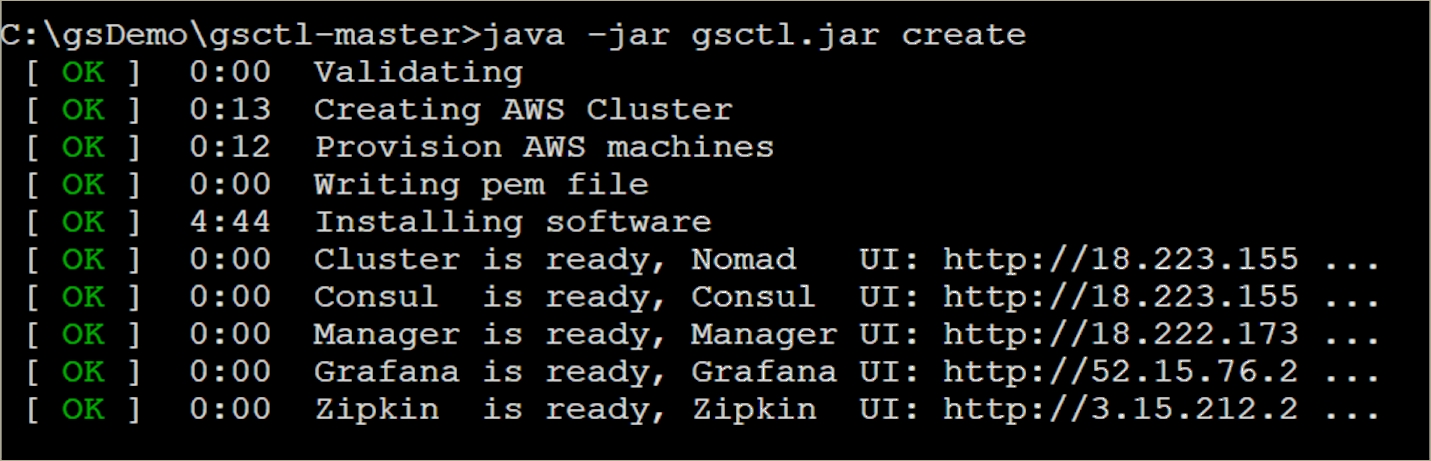 C:\gsDemo\gsctl-master>java -jar gsctl.jar create
[ OK ]  0:00  Validating
[ OK ]  0:13  Creating AWS Cluster
[ OK ]  0:12  Provision AWS machines
[ OK ]  0:00  Writing pem file
[ OK ]  4:44  Installing software
[ OK ]  0:00  Cluster is ready, Nomad   UI: http://18.223.155 ...
[ OK ]  0:00  Consul  is ready, Consul  UI: http://18.223.155 ...
[ OK ]  0:00  Manager is ready, Manager UI: http://18.222.173 ...
[ OK ]  0:00  Grafana is ready, Grafana UI: http://52.15.76.2 ...
[ OK ]  0:00  Zipkin  is ready, Zipkin  UI: http://3.15.212.2 ...